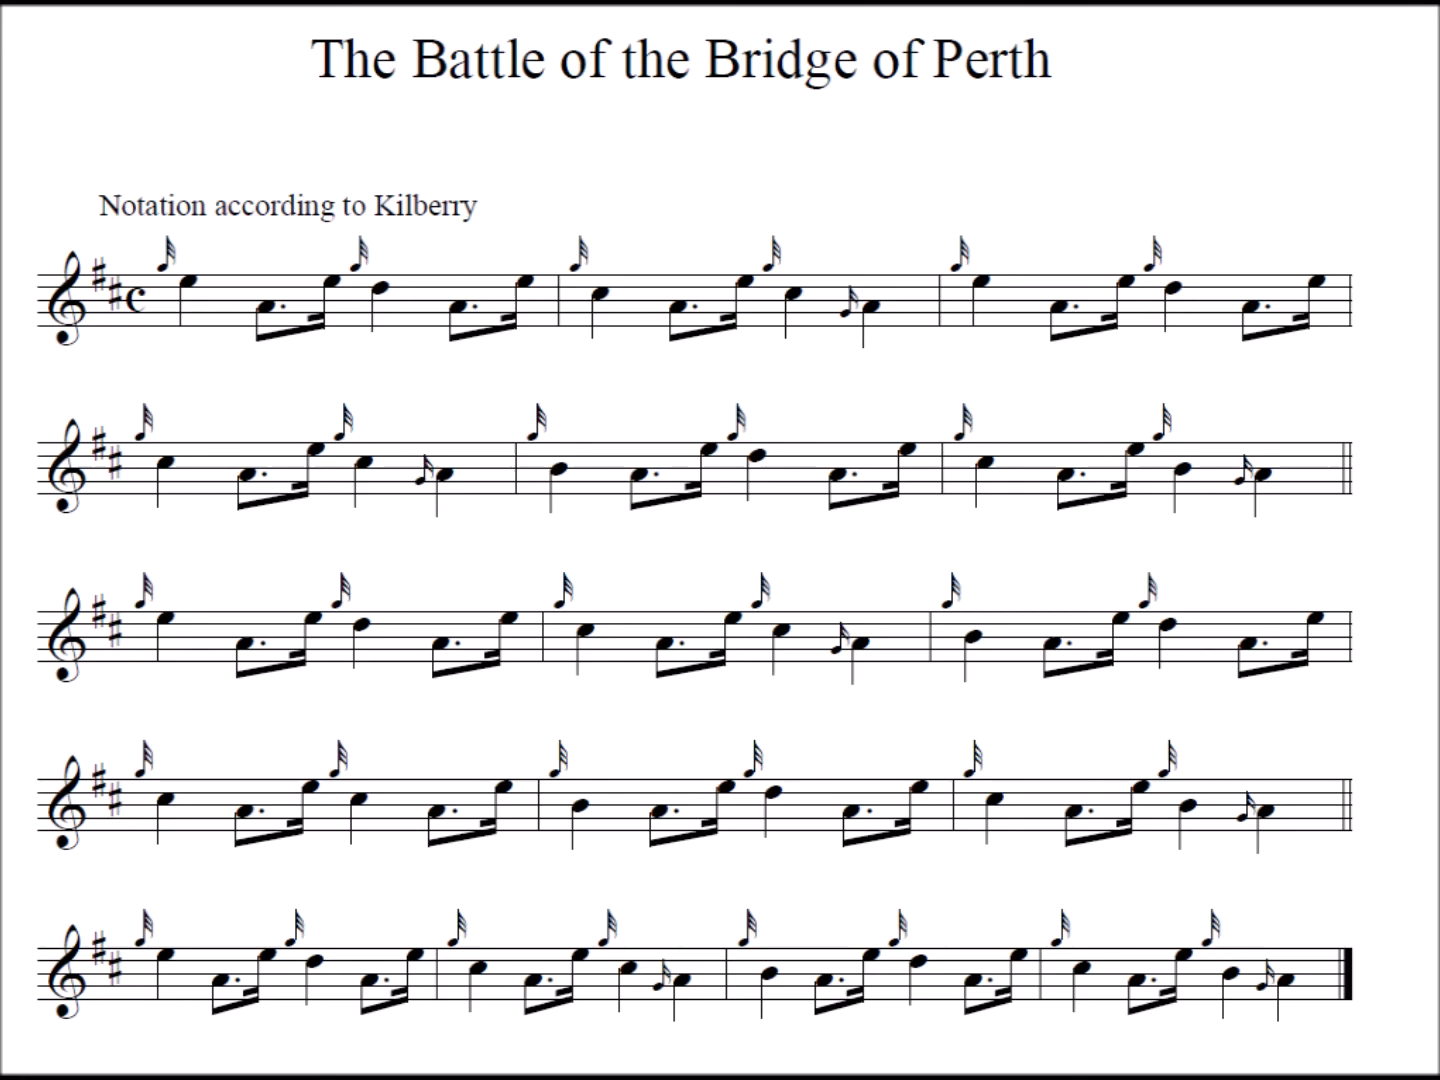 The Battle of the Bridge of Perth
Notation according to Kilberry